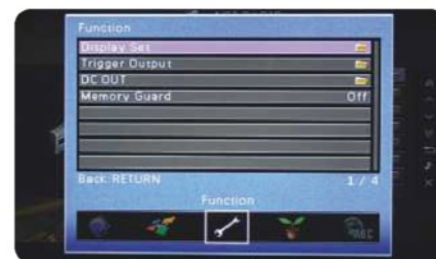 Function
Display Set
Trigger Output
DC OUT
Memory Guard Off
Back: RETURN 1 / 4
Function